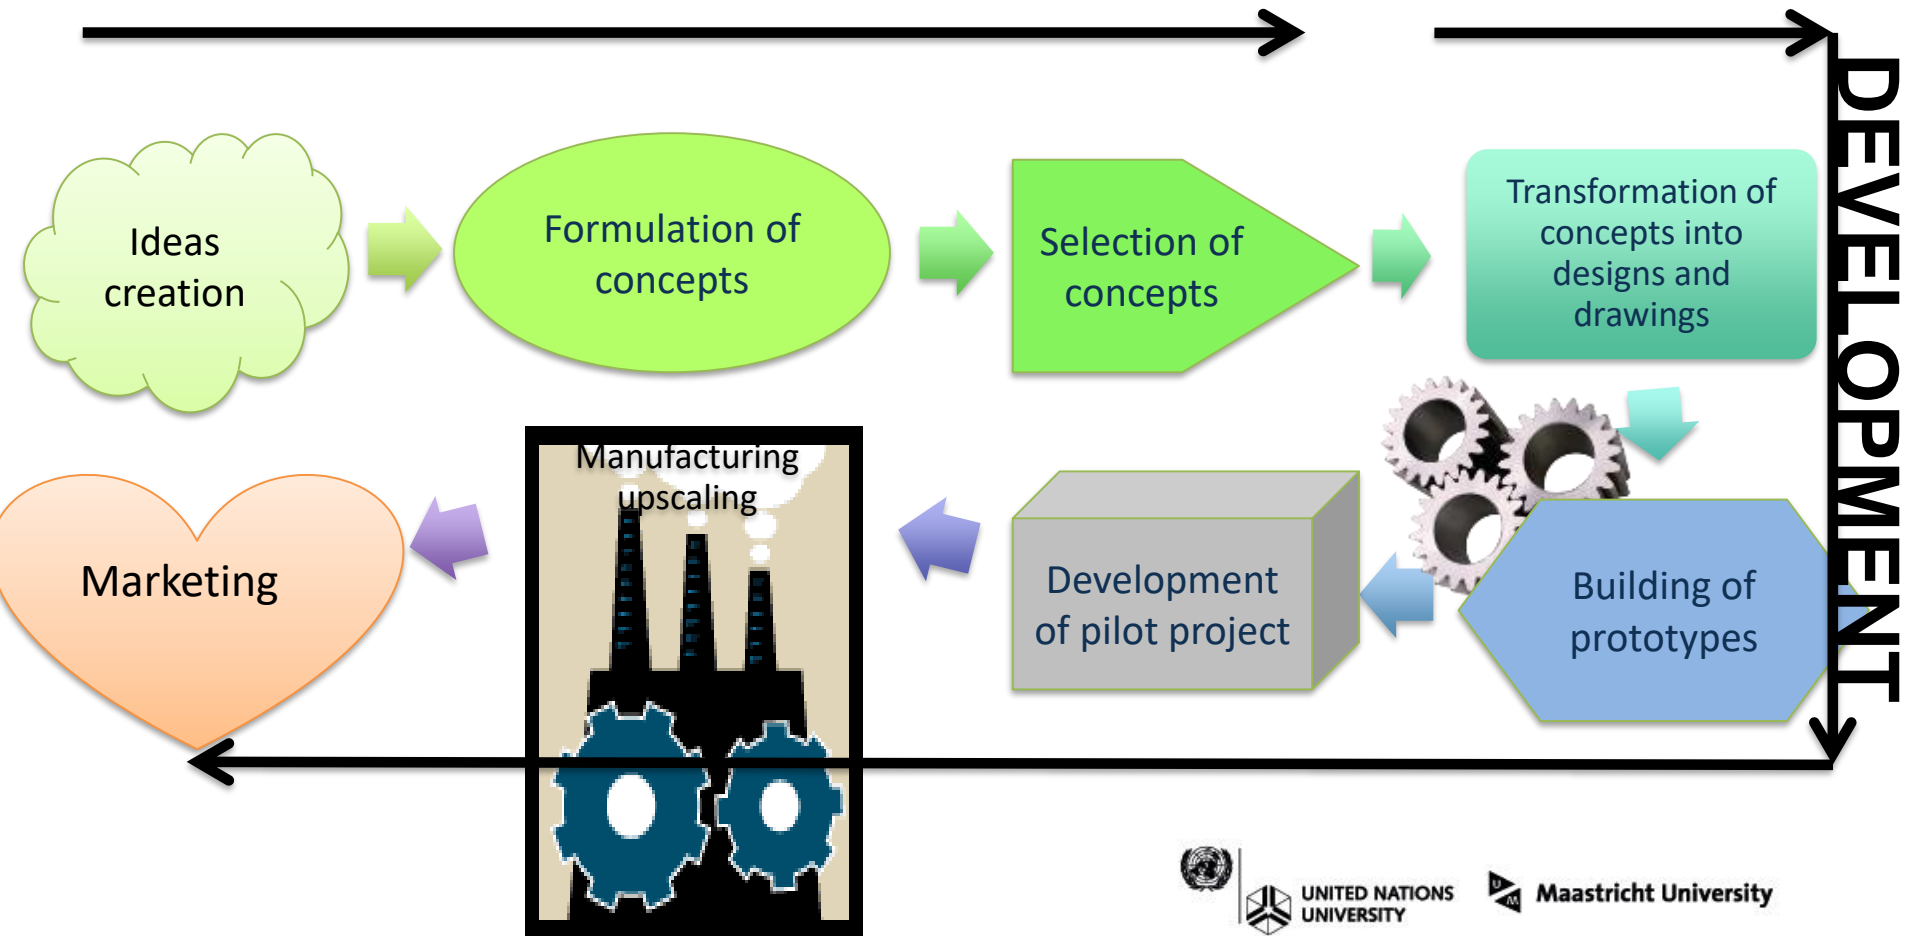 Ideas
creation
Formulation of
concepts
Selection of
concepts
Transformation of
concepts into
designs and
drawings
DEVELOPMENT
Building of
prototypes
Development
of pilot project
Manufacturing
upscaling
Marketing
UNITED NATIONS
UNIVERSITY
UM
Maastricht University